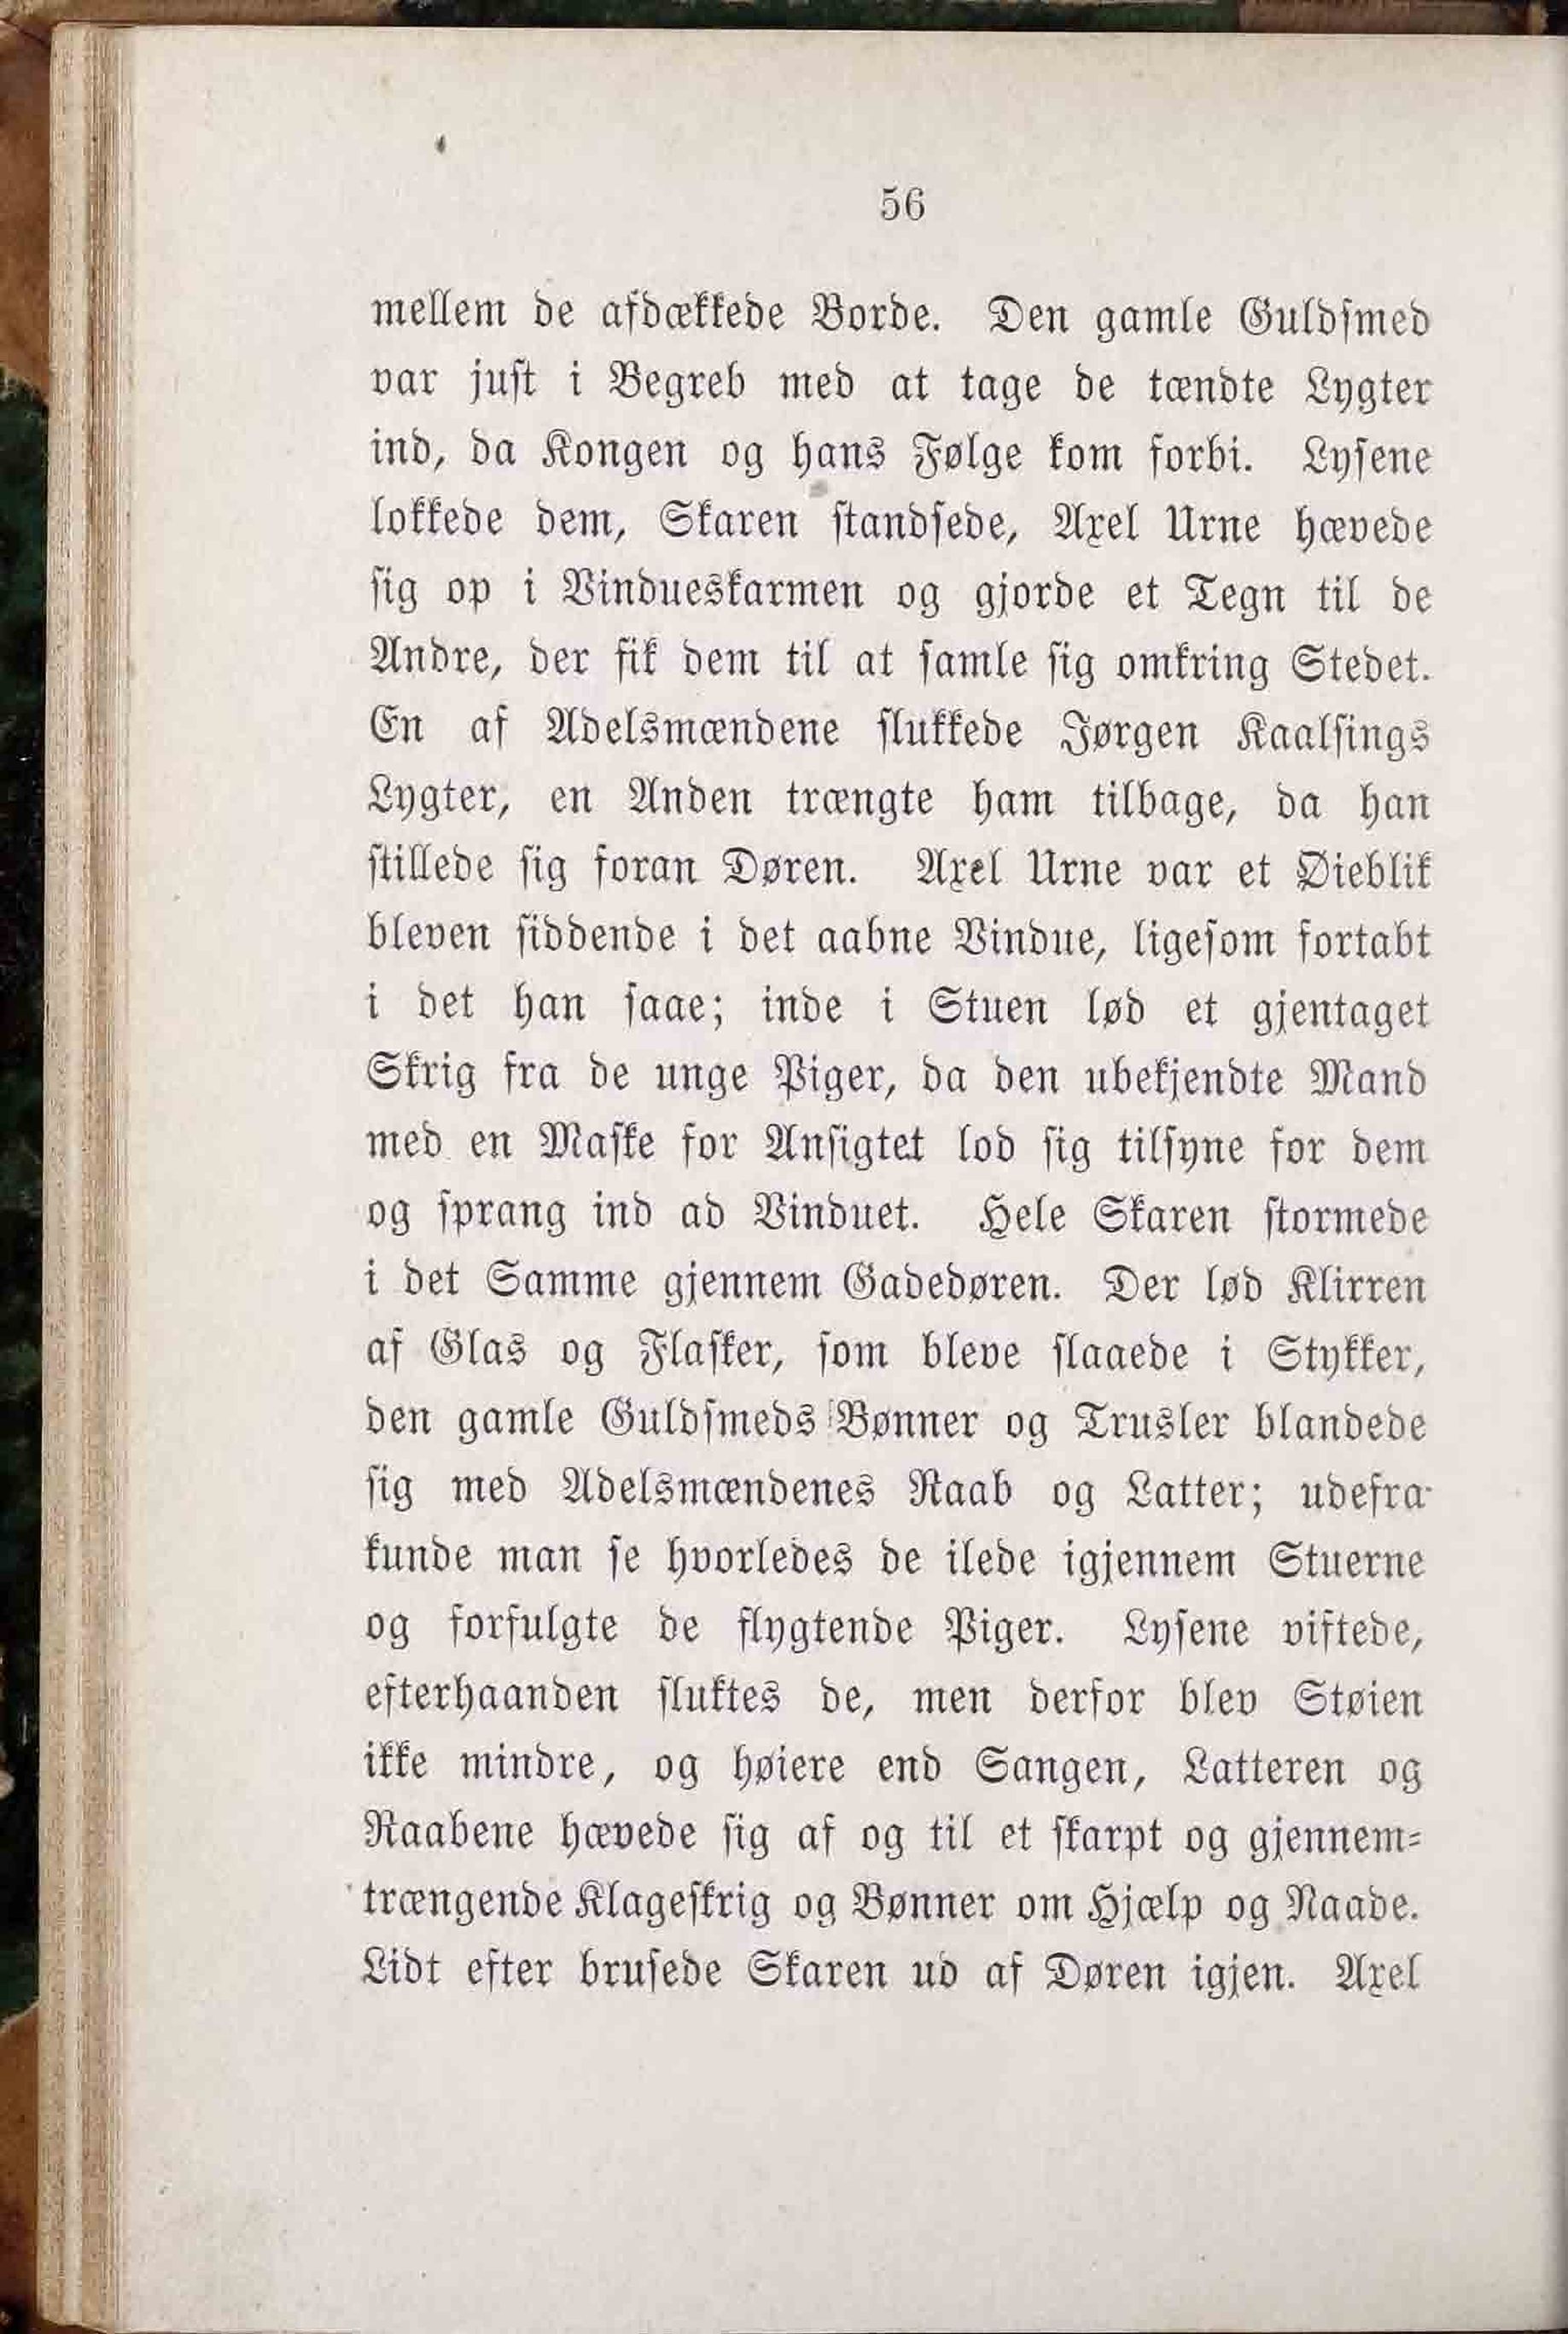 56
mellem de afdækkede Borde. Den gamle Guldsmed
var just i Begreb med at tage de tændte Lygter
ind, da Kongen og hans Følge kom forbi. Lysene
lokkede dem, Skaren standsede, Axel Urne hævede
sig op i Vindueskarmen og gjorde et Tegn til de
Andre, der fik dem til at samle sig omkring Stedet.
En af Adelsmændene slukkede Jørgen Kaalsings
Lygter, en Anden trængte ham tilbage, da han
stillede sig foran Døren. Axel Urne var et Øieblik
bleven siddende i det aabne Vindue, ligesom fortabt
i det han saae; inde i Stuen lød et gjentaget
Skrig fra de unge Piger, da den ubekjendte Mand
med en Maske for Ansigtet lod sig tilsyne for dem
og sprang ind ad Vinduet. Hele Skaren stormede
i det Samme gjennem Gadedøren. Der lød Klirren
af Glas og Flasker, som bleve slaaede i Stykker,
den gamle Guldsmeds Bønner og Trusler blandede
sig med Adelsmændenes Raab og Latter; udefra
kunde man se hvorledes de ilede igjennem Stuerne
og forfulgte de flygtende Piger. Lysene viftede,
efterhaanden sluktes de, men derfor blev Støien
ikke mindre, og høiere end Sangen, Latteren og
Raabene hævede sig af og til et skarpt og gjennem-
trængende Klageskrig og Bønner om Hjælp og Naade.
Lidt efter brusede Skaren ud af Døren igjen. Axel